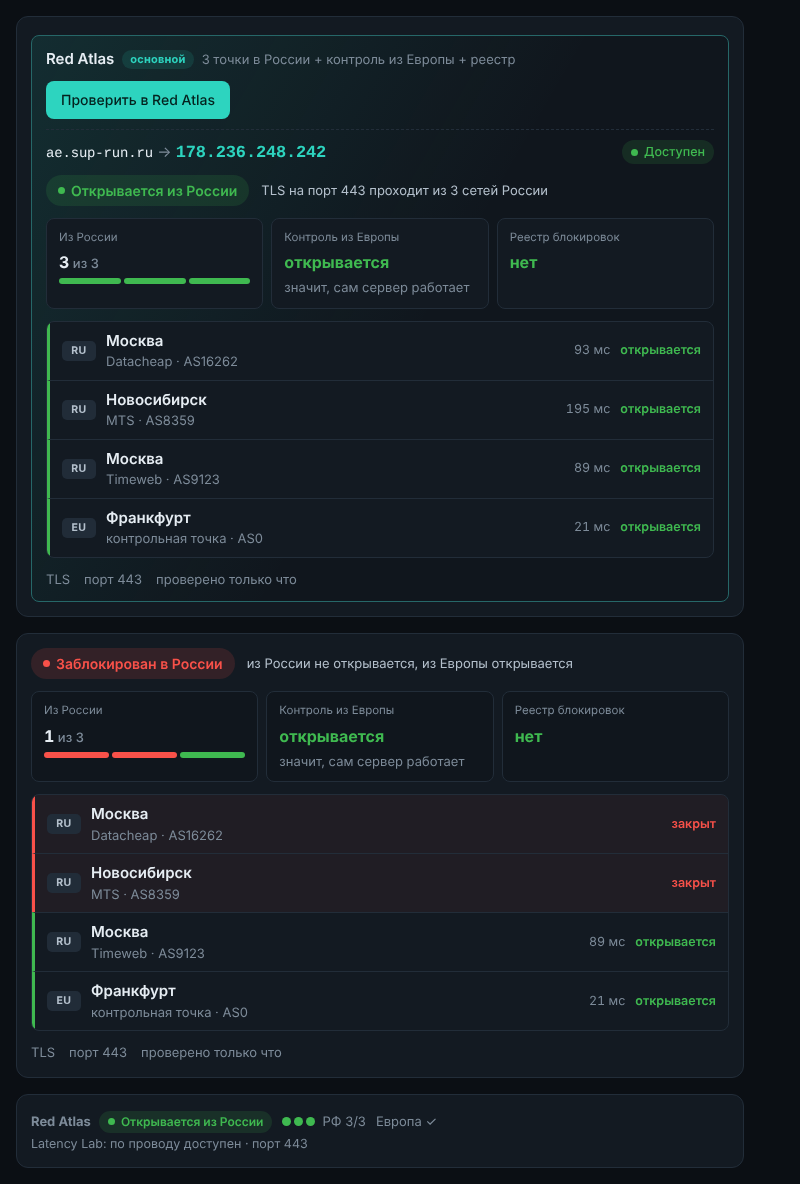 Red Atlas основной 3 точки в России + контроль из Европы + реестр
Проверить в Red Atlas
ae.sup-run.ru → 178.236.248.242 Доступен
Открывается из России TLS на порт 443 проходит из 3 сетей России
Из России Контроль из Европы Реестр блокировок
3 из 3 открывается нет
значит, сам сервер работает
RU Москва 93 мс открывается
Datacheap · AS16262
RU Новосибирск 195 мс открывается
MTS · AS8359
RU Москва 89 мс открывается
Timeweb · AS9123
EU Франкфурт 21 мс открывается
контрольная точка · AS0
TLS порт 443 проверено только что
Заблокирован в России из России не открывается, из Европы открывается
Из России Контроль из Европы Реестр блокировок
1 из 3 открывается нет
значит, сам сервер работает
RU Москва закрыт
Datacheap · AS16262
RU Новосибирск закрыт
MTS · AS8359
RU Москва 89 мс открывается
Timeweb · AS9123
EU Франкфурт 21 мс открывается
контрольная точка · AS0
TLS порт 443 проверено только что
Red Atlas Открывается из России РФ 3/3 Европа ✓
Latency Lab: по проводу доступен · порт 443